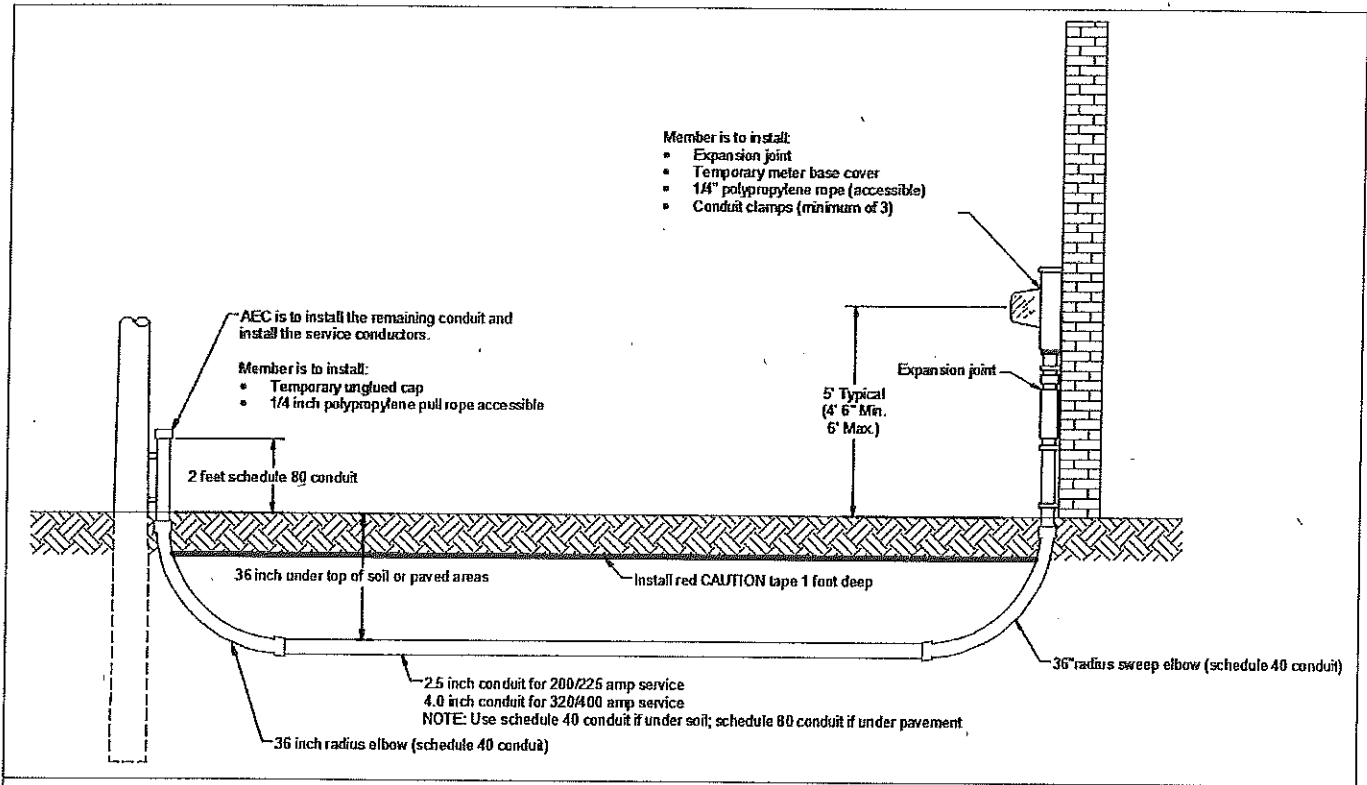 Member is to install:
• Expansion joint
• Temporary meter base cover
• 1/4" polypropylene rope (accessible)
• Conduit clamps (minimum of 3)
AEC is to install the remaining conduit and
install the service conductors.
Member is to install:
• Temporary unglued cap
• 1/4 inch polypropylene pull rope accessible
Expansion joint
5' Typical
(4' 6" Min.
6' Max.)
2 feet schedule 80 conduit
36 inch under top of soil or paved areas
Install red CAUTION tape 1 foot deep
36" radius sweep elbow (schedule 40 conduit)
2.5 inch conduit for 200/225 amp service
4.0 inch conduit for 320/400 amp service
NOTE: Use schedule 40 conduit if under soil; schedule 80 conduit if under pavement
36 inch radius elbow (schedule 40 conduit)